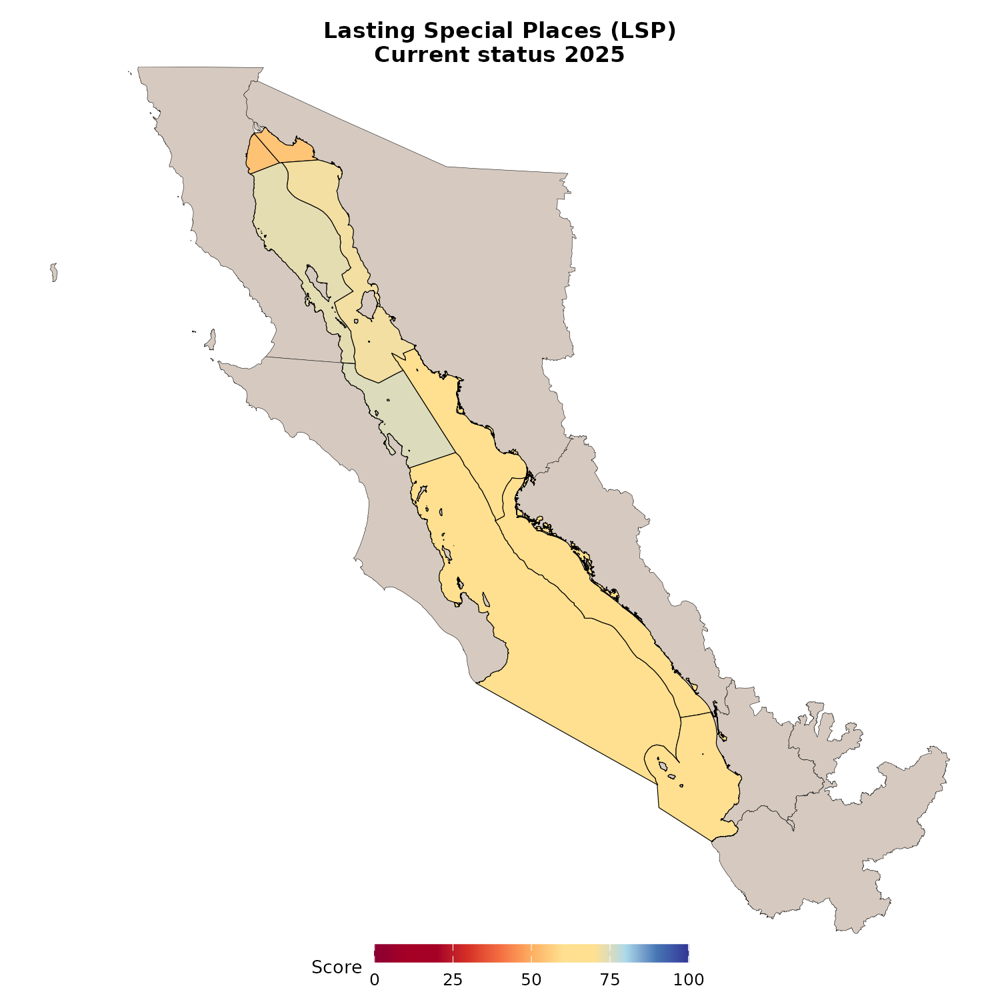 Lasting Special Places (LSP)
Current status 2025
Score
0 25 50 75 100